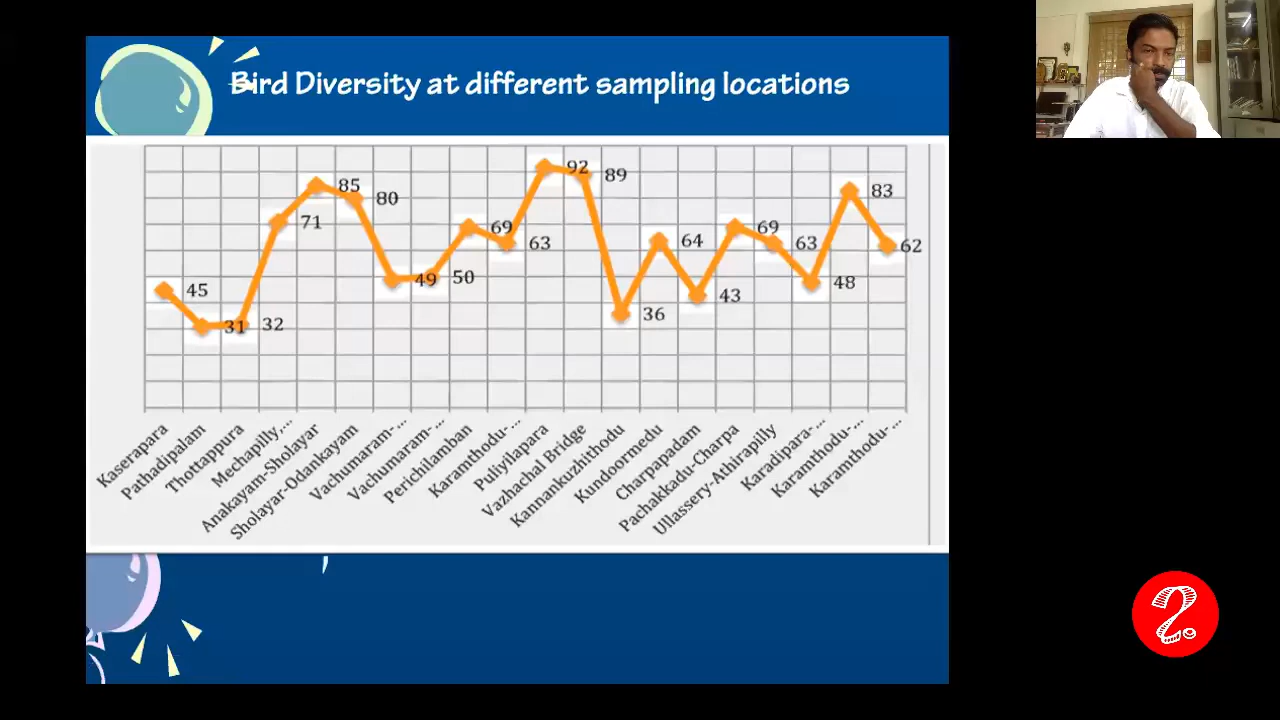 Bird Diversity at different sampling locations
45
31
32
71
85
80
49
50
69
63
92
89
36
64
43
69
63
48
83
62
Kaserapara
Pathadipalam
Thottappura
Mechapilly,...
Anakayam-Sholayar
Sholayar-Odankayam
Vachumaram-...
Vachumaram-...
Perichilamban
Karamthodu-...
Puliyilapara
Vazhachal Bridge
Kannankuzhithodu
Kundoormedu
Charpapadam
Pachakkadu-Charpa
Ullassery-Athirapilly
Karadipara-...
Karamthodu-...
Karamthodu-...
2.